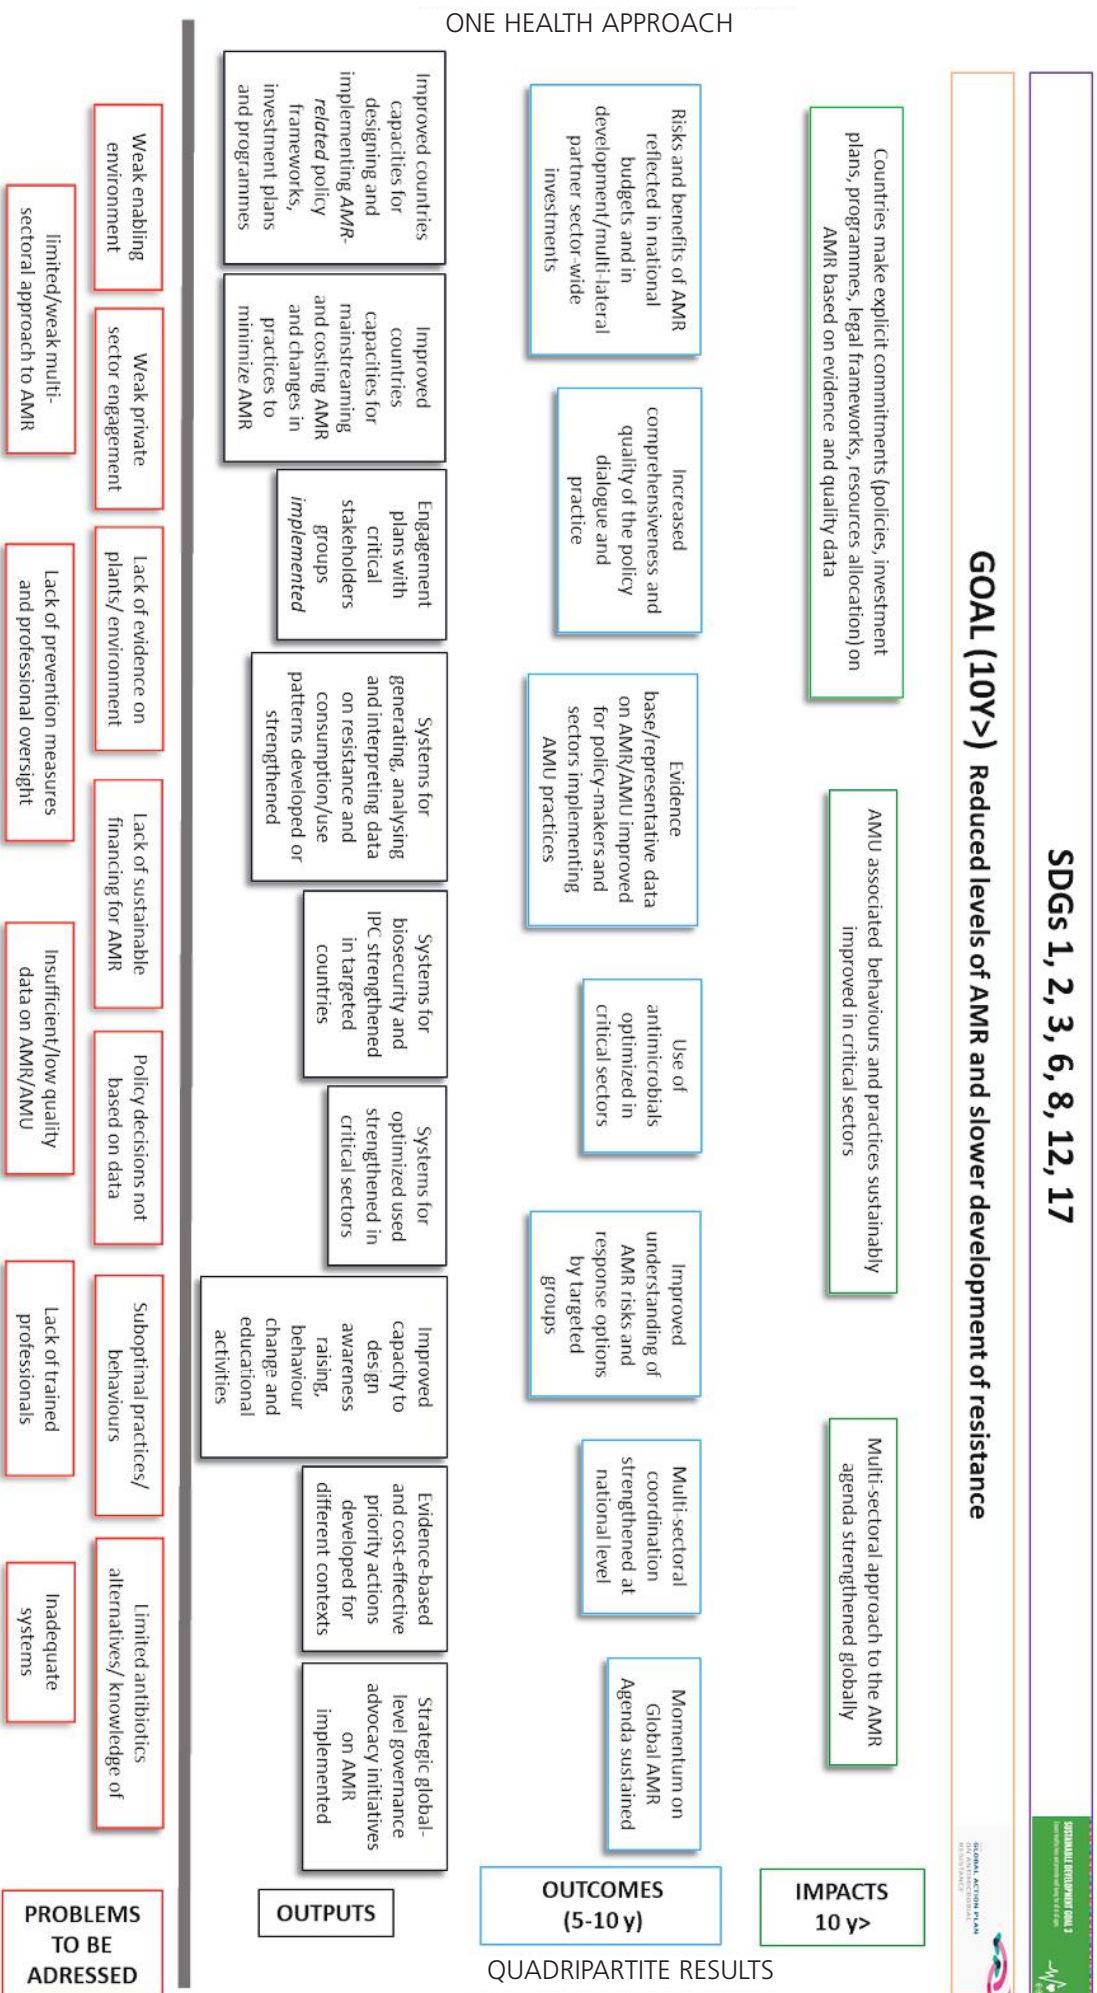 ONE HEALTH APPROACH
SDGs 1, 2, 3, 6, 8, 12, 17
SUSTAINABLE DEVELOPMENT GOAL 3
GOAL (10Y>) Reduced levels of AMR and slower development of resistance
GLOBAL ACTION PLAN
ON ANTIMICROBIAL
RESISTANCE
Countries make explicit commitments (policies, investment
plans, programmes, legal frameworks, resources allocation) on
AMR based on evidence and quality data
AMU associated behaviours and practices sustainably
improved in critical sectors
Multi-sectoral approach to the AMR
agenda strengthened globally
IMPACTS
10 y>
Risks and benefits of AMR
reflected in national
budgets and in
development/multi-lateral
partner sector-wide
investments
Increased
comprehensiveness and
quality of the policy
dialogue and
practice
Evidence
base/representative data
on AMR/AMU improved
for policy-makers and
sectors implementing
AMU practices
Use of
antimicrobials
optimized in
critical sectors
Improved
understanding of
AMR risks and
response options
by targeted
groups
Multi-sectoral
coordination
strengthened at
national level
Momentum on
Global AMR
Agenda sustained
OUTCOMES
(5-10 y)
Improved countries
capacities for
designing and
implementing AMR-
related policy
frameworks,
investment plans
and programmes
Improved
countries
capacities for
mainstreaming
and costing AMR
and changes in
practices to
minimize AMR
Engagement
plans with
critical
stakeholders
groups
implemented
Systems for
generating, analysing
and interpreting data
on resistance and
consumption/use
patterns developed or
strengthened
Systems for
biosecurity and
IPC strengthened
in targeted
countries
Systems for
optimized used
strengthened in
critical sectors
Improved
capacity to
design
awareness
raising,
behaviour
change and
educational
activities
Evidence-based
and cost-effective
priority actions
developed for
different contexts
Strategic global-
level governance
advocacy initiatives
on AMR
implemented
OUTPUTS
Weak enabling
environment
Weak private
sector engagement
Lack of evidence on
plants/ environment
Lack of sustainable
financing for AMR
Policy decisions not
based on data
Suboptimal practices/
behaviours
Limited antibiotics
alternatives/ knowledge of
limited/weak multi-
sectoral approach to AMR
Lack of prevention measures
and professional oversight
Insufficient/low quality
data on AMR/AMU
Lack of trained
professionals
Inadequate
systems
PROBLEMS
TO BE
ADRESSED
QUADRIPARTITE RESULTS